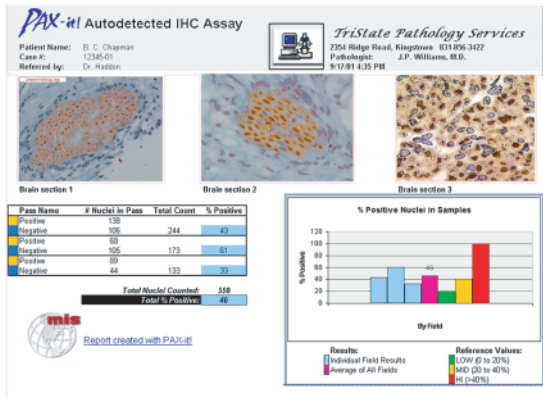 PAX-it! Autodetected IHC Assay
Patient Name: B. C. Chapman
Case #: 12345-01
Referred by: Dr. Haddon
TriState Pathology Services
2354 Ridge Road, Kingstown 831-856-3422
Pathologist: J.P. Williams, M.D.
9/17/01 4:35 PM
Brain section 1
Brain section 2
Brain section 3
Pass Name # Nuclei in Pass Total Count % Positive
Positive 138
Negative 106 244 43
Positive 68
Negative 105 173 61
Positive 89
Negative 44 133 33
Total Nuclei Counted: 550
Total % Positive: 46
mis
Report created with PAX-it!
% Positive Nuclei in Samples
% Positive
120
100
80
60
40
20
0
46
By Field
Results:
Individual Field Results
Average of All Fields
Reference Values:
LOW (0 to 20%)
MID (20 to 40%)
HI (>40%)